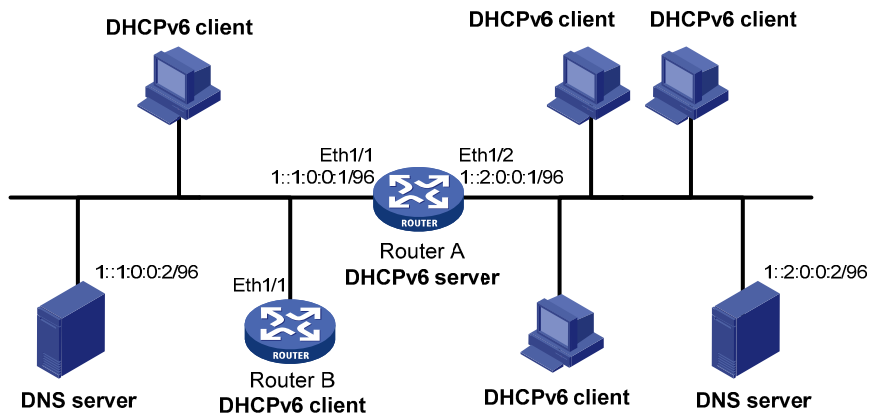 DHCPv6 client
DHCPv6 client
DHCPv6 client
Eth1/1
1::1:0:0:1/96
Eth1/2
1::2:0:0:1/96
ROUTER
Router A
DHCPv6 server
1::1:0:0:2/96
Eth1/1
1::2:0:0:2/96
ROUTER
Router B
DHCPv6 client
DNS server
DHCPv6 client
DNS server